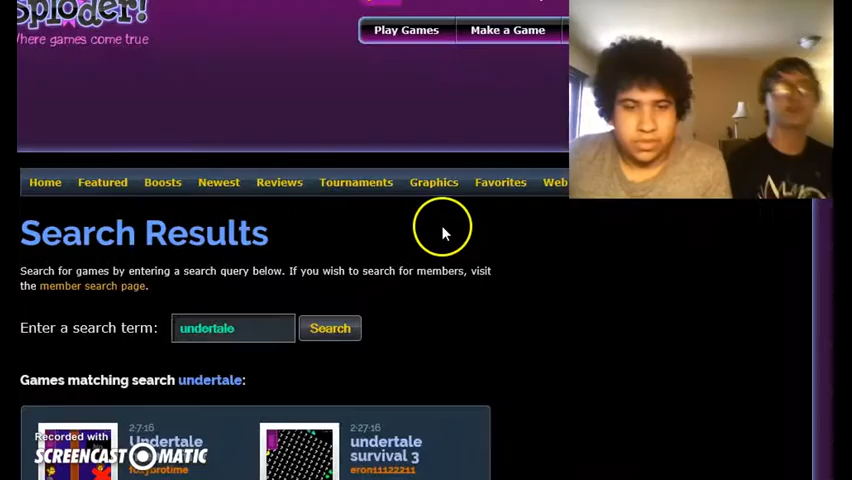 Sploder!
where games come true
Play Games
Make a Game
Home
Featured
Boosts
Newest
Reviews
Tournaments
Graphics
Favorites
Web
Search Results
Search for games by entering a search query below. If you wish to search for members, visit
the member search page.
Enter a search term:
undertale
Search
Games matching search undertale:
2-7-16
Undertale
2-27-16
undertale
survival 3
eron11122211
Recorded with
SCREENCAST-O-MATIC